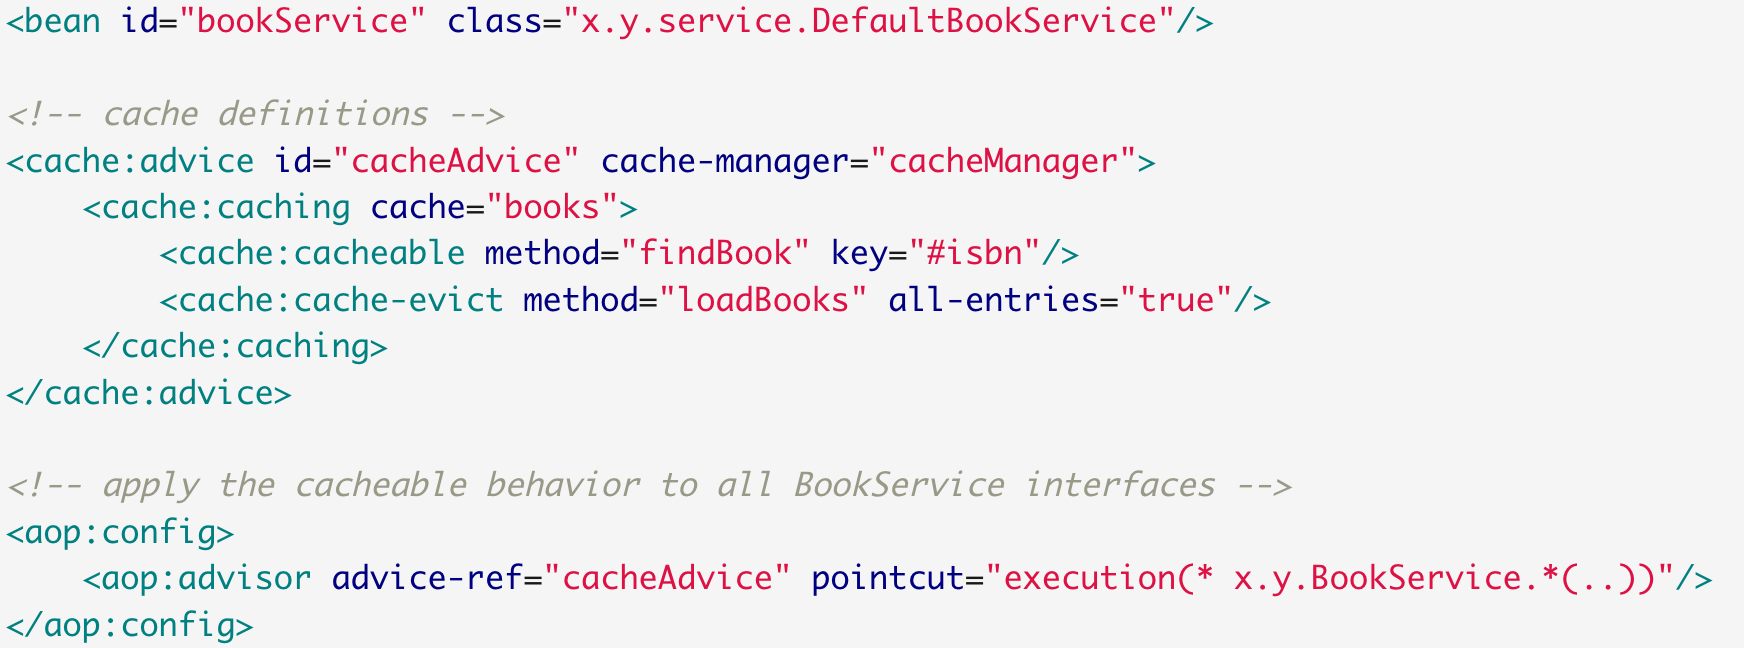 <bean id="bookService" class="x.y.service.DefaultBookService"/>

<!-- cache definitions -->
<cache:advice id="cacheAdvice" cache-manager="cacheManager">
    <cache:caching cache="books">
        <cache:cacheable method="findBook" key="#isbn"/>
        <cache:cache-evict method="loadBooks" all-entries="true"/>
    </cache:caching>
</cache:advice>

<!-- apply the cacheable behavior to all BookService interfaces -->
<aop:config>
    <aop:advisor advice-ref="cacheAdvice" pointcut="execution(* x.y.BookService.*(..))"/>
</aop:config>